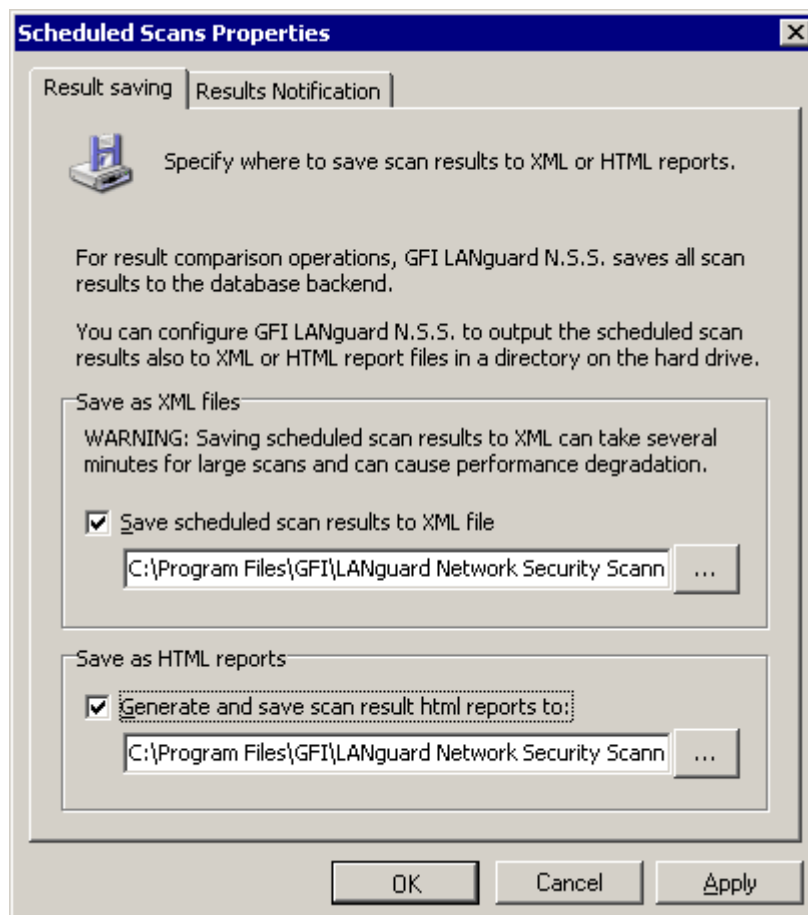 Scheduled Scans Properties
Result saving
Results Notification
Specify where to save scan results to XML or HTML reports.
For result comparison operations, GFI LANguard N.S.S. saves all scan
results to the database backend.
You can configure GFI LANguard N.S.S. to output the scheduled scan
results also to XML or HTML report files in a directory on the hard drive.
Save as XML files
WARNING: Saving scheduled scan results to XML can take several
minutes for large scans and can cause performance degradation.
Save scheduled scan results to XML file
C:\Program Files\GFI\LANguard Network Security Scann
...
Save as HTML reports
Generate and save scan result html reports to:
C:\Program Files\GFI\LANguard Network Security Scann
...
OK
Cancel
Apply